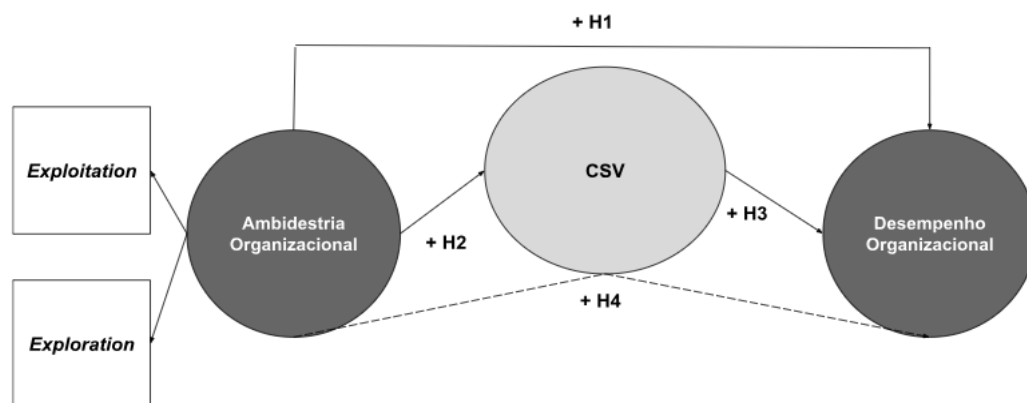 + H1
Exploitation
CSV
Ambidestria
Organizacional
+ H2
+ H3
Desempenho
Organizacional
+ H4
Exploration